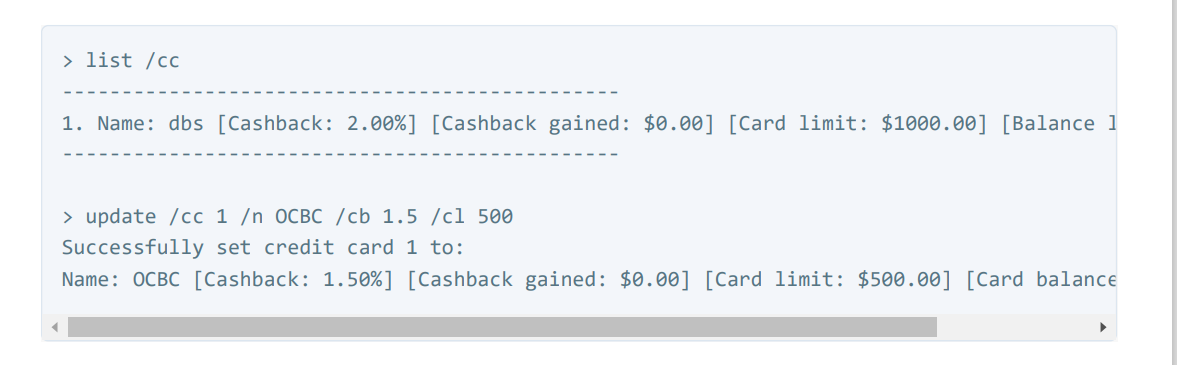 > list /cc
-----------------------------------------------
1. Name: dbs [Cashback: 2.00%] [Cashback gained: $0.00] [Card limit: $1000.00] [Balance l
-----------------------------------------------
> update /cc 1 /n OCBC /cb 1.5 /cl 500
Successfully set credit card 1 to:
Name: OCBC [Cashback: 1.50%] [Cashback gained: $0.00] [Card limit: $500.00] [Card balance